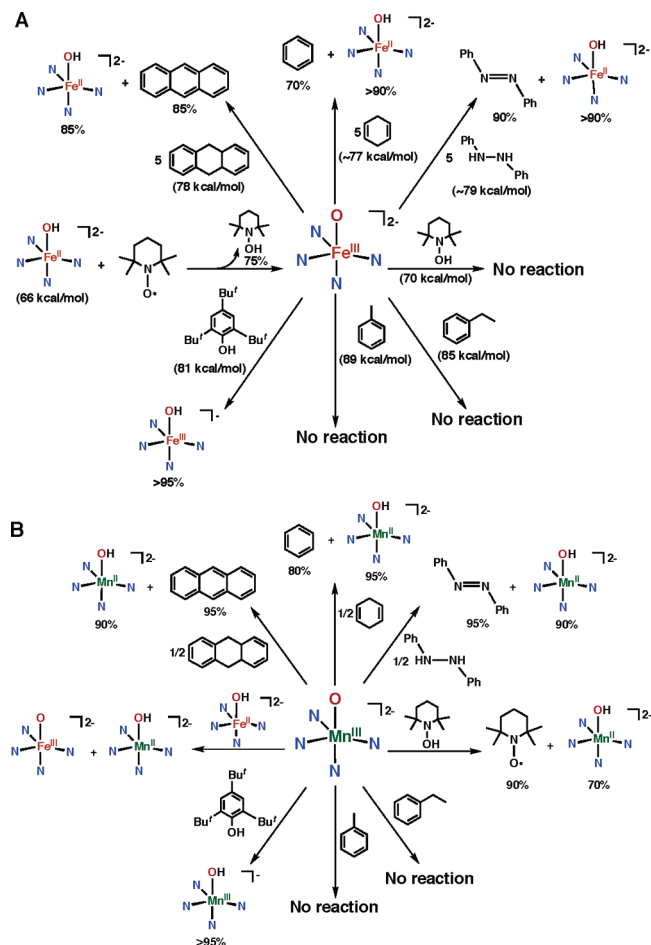 A
OH
⌉2-
N
Fe^II
N
N
N
85%
+
85%
70%
+
OH
⌉2-
N
Fe^II
N
N
N
>90%
Ph
N=N
Ph
90%
+
OH
⌉2-
N
Fe^II
N
N
N
>90%
5
(78 kcal/mol)
5
(~77 kcal/mol)
5
Ph
HN-NH
Ph
(~79 kcal/mol)
OH
⌉2-
N
Fe^II
N
N
N
(66 kcal/mol)
+
N
O•
N
OH
75%
O
⌉2-
N
Fe^III
N
N
N
N
OH
(70 kcal/mol)
No reaction
Bu^t
Bu^t
Bu^t
OH
(81 kcal/mol)
(89 kcal/mol)
(85 kcal/mol)
OH
⌉-
N
Fe^III
N
N
N
>95%
No reaction
No reaction
B
OH
⌉2-
N
Mn^II
N
N
N
90%
+
95%
80%
+
OH
⌉2-
N
Mn^II
N
N
N
95%
Ph
N=N
Ph
95%
+
OH
⌉2-
N
Mn^II
N
N
N
90%
1/2
1/2
1/2
Ph
HN-NH
Ph
O
⌉2-
N
Fe^III
N
N
N
+
OH
⌉2-
N
Mn^II
N
N
N
OH
⌉2-
N
Fe^II
N
N
N
O
⌉2-
N
Mn^III
N
N
N
N
OH
N
O•
90%
+
OH
⌉2-
N
Mn^II
N
N
N
70%
Bu^t
Bu^t
Bu^t
OH
OH
⌉-
N
Mn^III
N
N
N
>95%
No reaction
No reaction